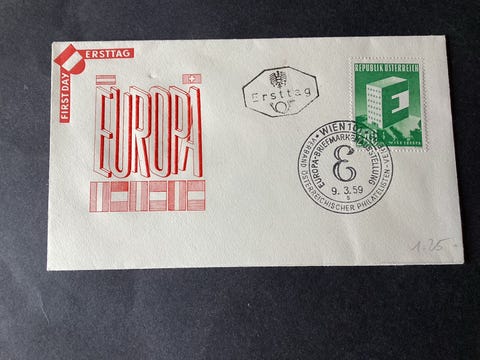 ERSTTAG
FIRST DAY
EUROPA
Ersttag
REPUBLIK ÖSTERREICH
E
WIEN 101
EUROPA-BRIEFMARKENAUSSTELLUNG
E
9.3.59
s
VERBAND ÖSTERREICHISCHER PHILATELISTEN-VEREINE
1.25